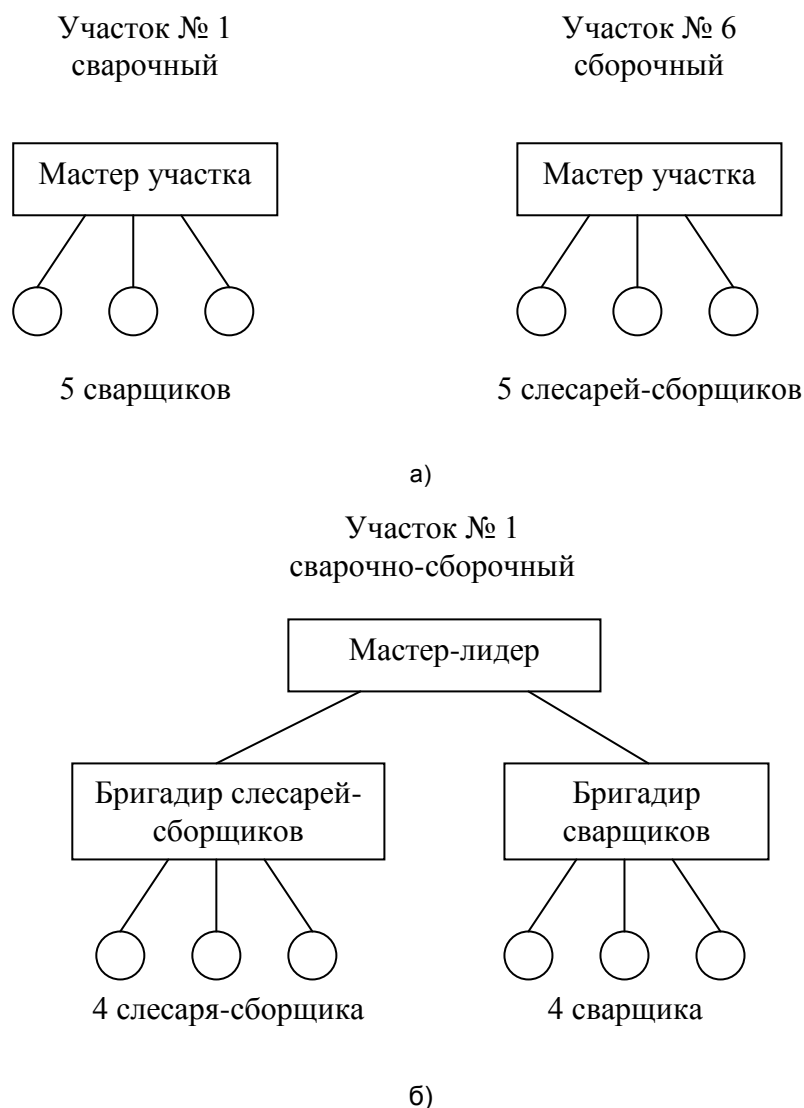 Участок № 1
сварочный
Участок № 6
сборочный
Мастер участка
Мастер участка
5 сварщиков
5 слесарей-сборщиков
а)
Участок № 1
сварочно-сборочный
Мастер-лидер
Бригадир слесарей-
сборщиков
Бригадир
сварщиков
4 слесаря-сборщика
4 сварщика
б)